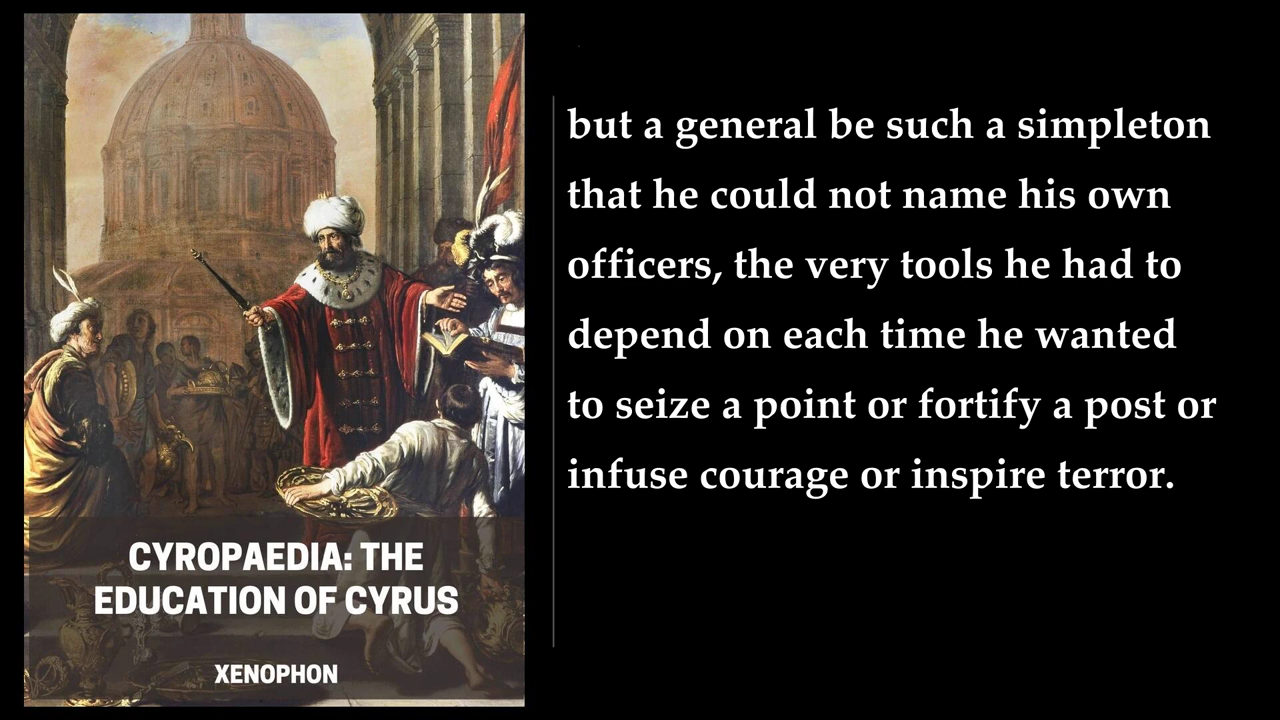 CYROPAEDIA: THE
EDUCATION OF CYRUS
XENOPHON
but a general be such a simpleton
that he could not name his own
officers, the very tools he had to
depend on each time he wanted
to seize a point or fortify a post or
infuse courage or inspire terror.